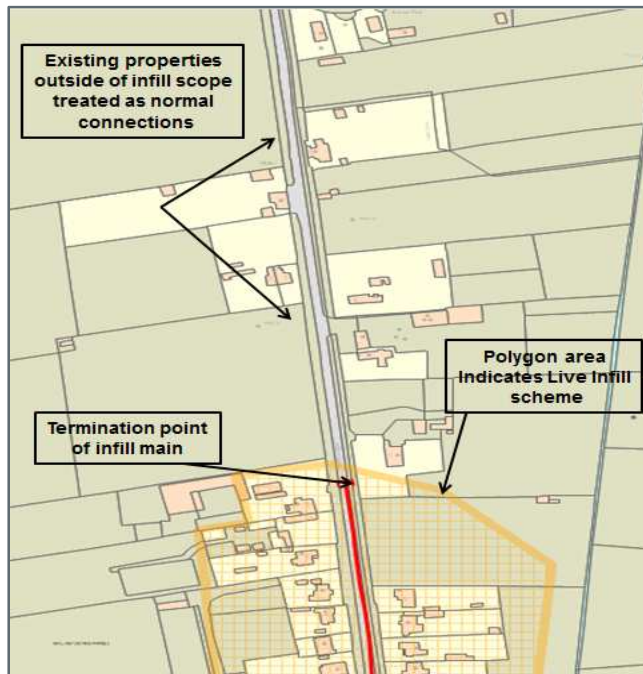 Existing properties
outside of infill scope
treated as normal
connections
Polygon area
Indicates Live Infill
scheme
Termination point
of infill main